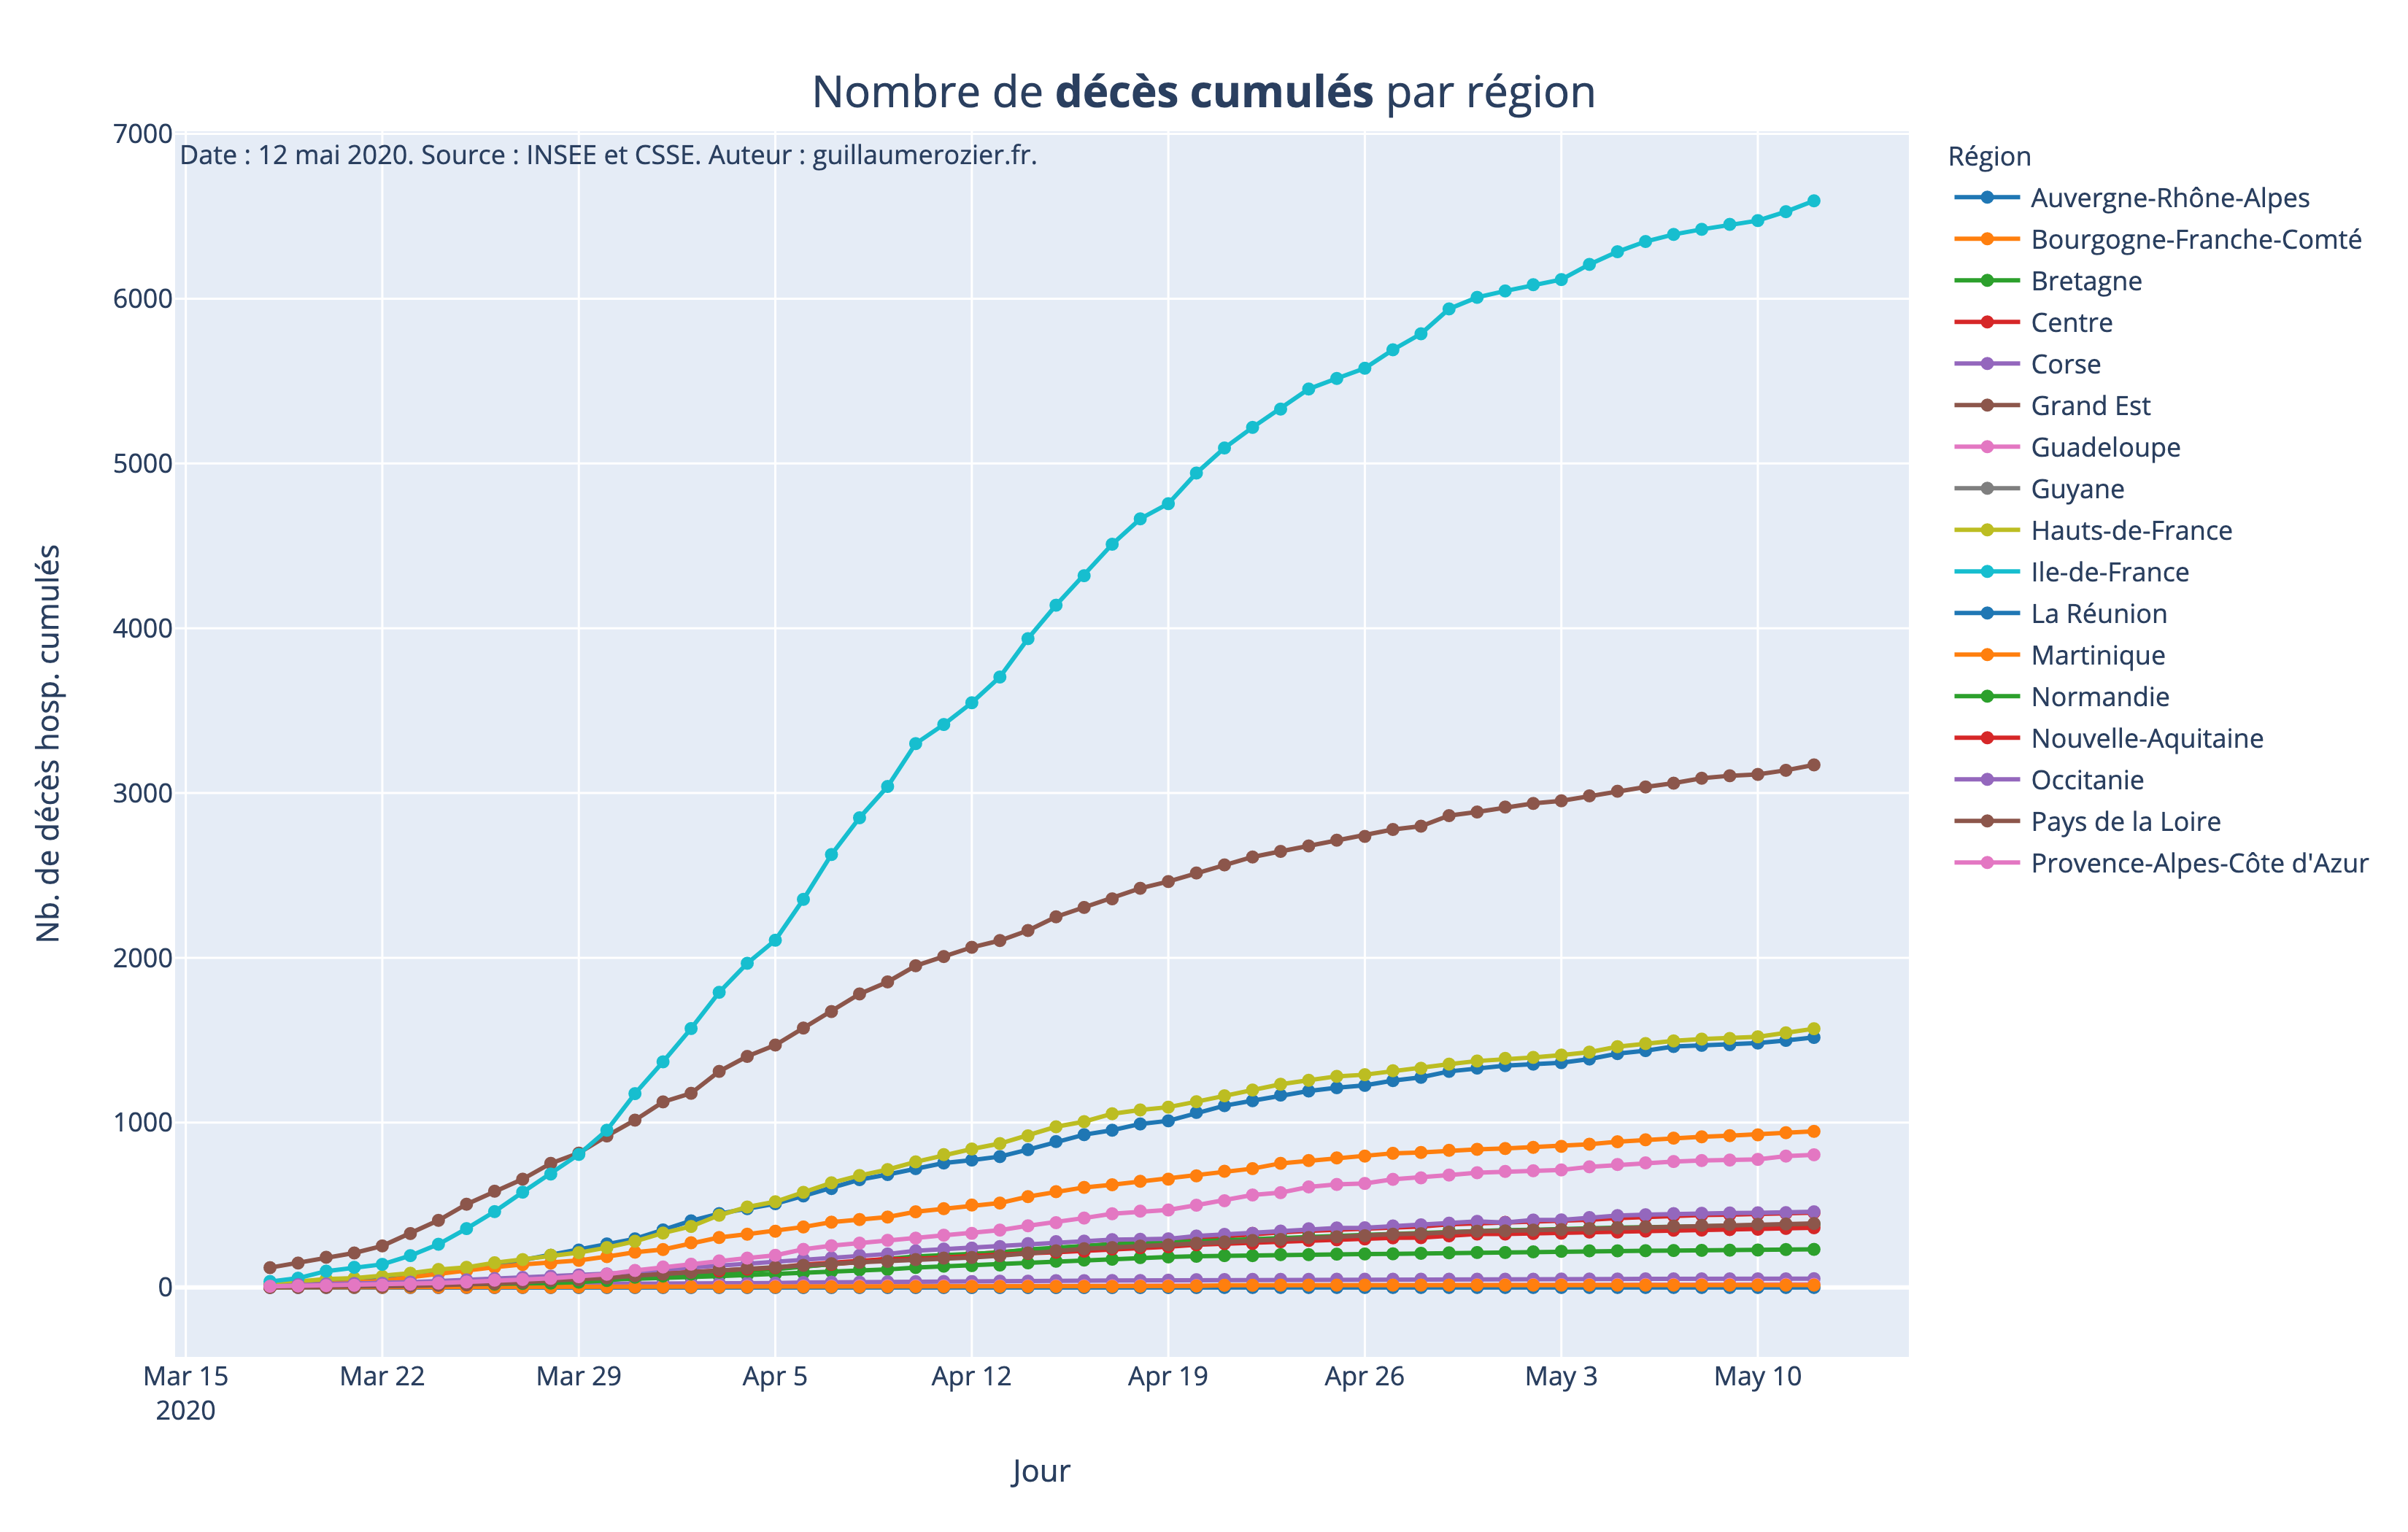 Nombre de décès cumulés par région
Date : 12 mai 2020. Source : INSEE et CSSE. Auteur : guillaumerozier.fr.
Nb. de décès hosp. cumulés
7000
6000
5000
4000
3000
2000
1000
0
Mar 15 Mar 22 Mar 29 Apr 5 Apr 12 Apr 19 Apr 26 May 3 May 10
2020
Jour
Région
Auvergne-Rhône-Alpes
Bourgogne-Franche-Comté
Bretagne
Centre
Corse
Grand Est
Guadeloupe
Guyane
Hauts-de-France
Ile-de-France
La Réunion
Martinique
Normandie
Nouvelle-Aquitaine
Occitanie
Pays de la Loire
Provence-Alpes-Côte d'Azur